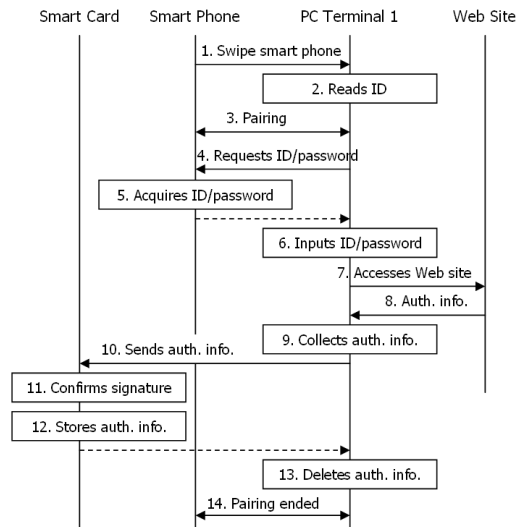 Smart Card
Smart Phone
PC Terminal 1
Web Site
1. Swipe smart phone
2. Reads ID
3. Pairing
4. Requests ID/password
5. Acquires ID/password
6. Inputs ID/password
7. Accesses Web site
8. Auth. info.
9. Collects auth. info.
10. Sends auth. info.
11. Confirms signature
12. Stores auth. info.
13. Deletes auth. info.
14. Pairing ended